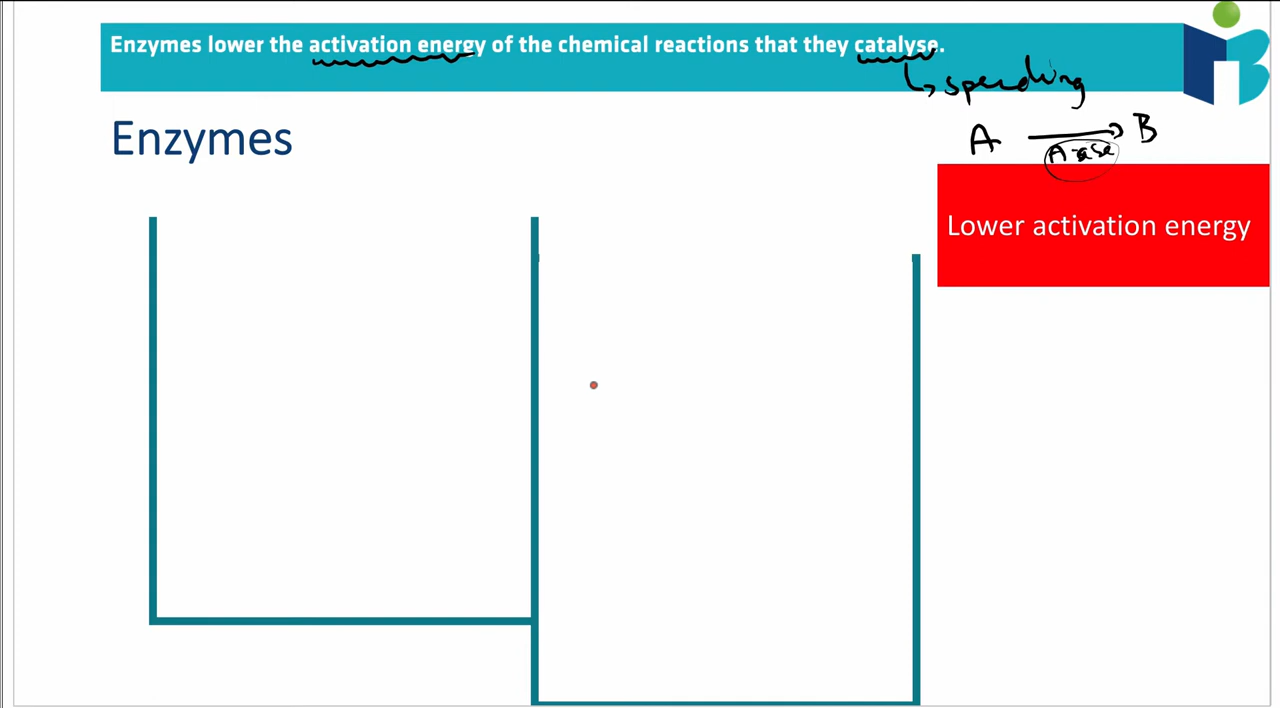 Enzymes lower the activation energy of the chemical reactions that they catalyse.
↳ speeding
A → B
A-ase
Enzymes
Lower activation energy